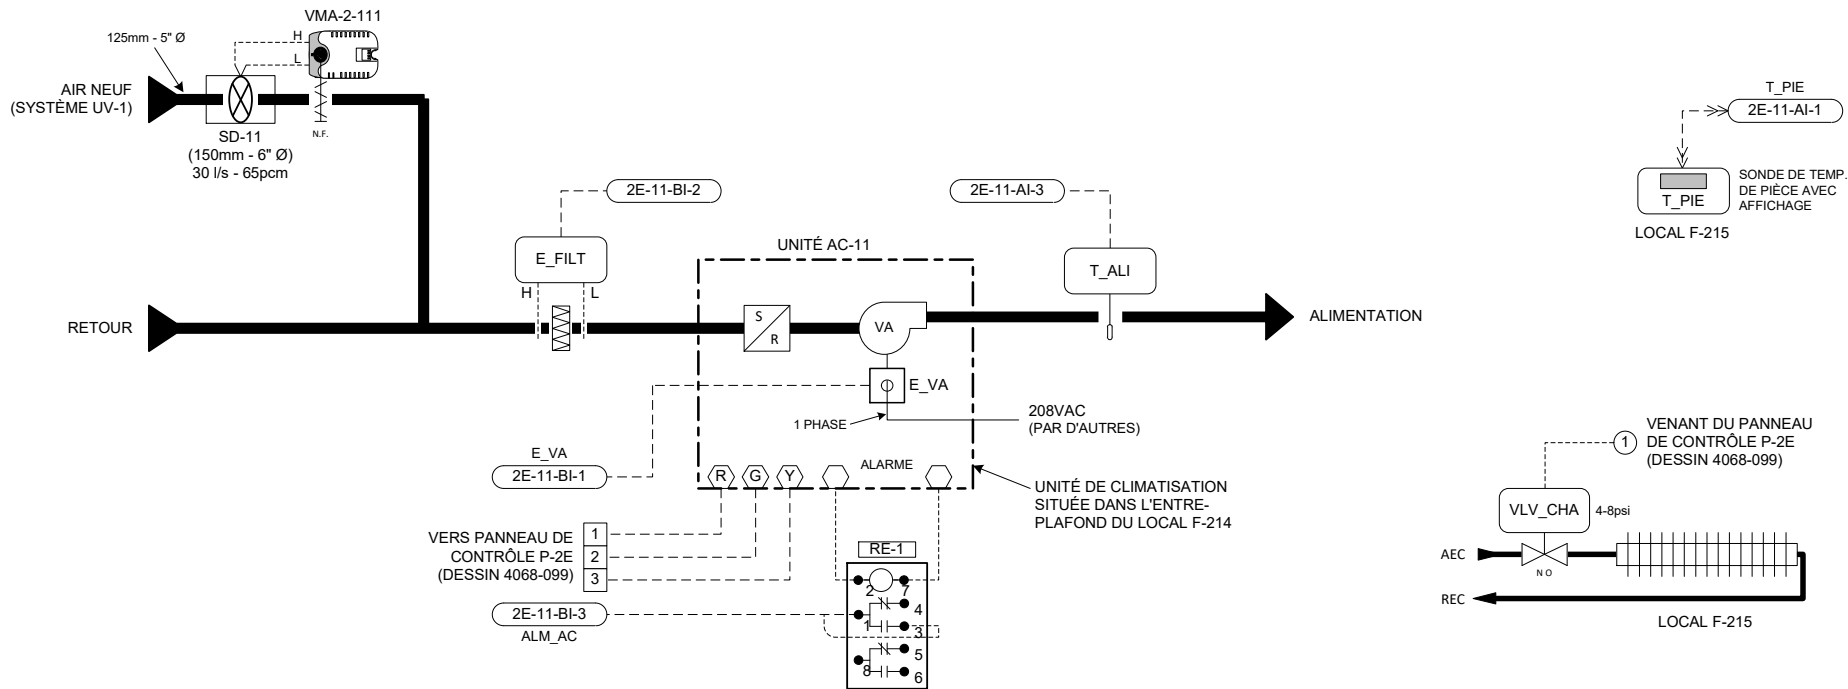 VMA-2-111
125mm - 5" Ø
H
L
AIR NEUF
(SYSTÈME UV-1)
N.F.
SD-11
(150mm - 6" Ø)
30 l/s - 65pcm
T_PIE
2E-11-AI-1
T_PIE
SONDE DE TEMP.
DE PIÈCE AVEC
AFFICHAGE
LOCAL F-215
2E-11-BI-2
2E-11-AI-3
UNITÉ AC-11
E_FILT
H
L
T_ALI
RETOUR
S
R
VA
ALIMENTATION
E_VA
1 PHASE
208VAC
(PAR D'AUTRES)
E_VA
2E-11-BI-1
R
G
Y
ALARME
UNITÉ DE CLIMATISATION
SITUÉE DANS L'ENTRE-
PLAFOND DU LOCAL F-214
1
VENANT DU PANNEAU
DE CONTRÔLE P-2E
(DESSIN 4068-099)
VLV_CHA
4-8psi
AEC
N O
REC
LOCAL F-215
VERS PANNEAU DE
CONTRÔLE P-2E
(DESSIN 4068-099)
1
2
3
RE-1
2
7
4
1
3
5
8
6
2E-11-BI-3
ALM_AC